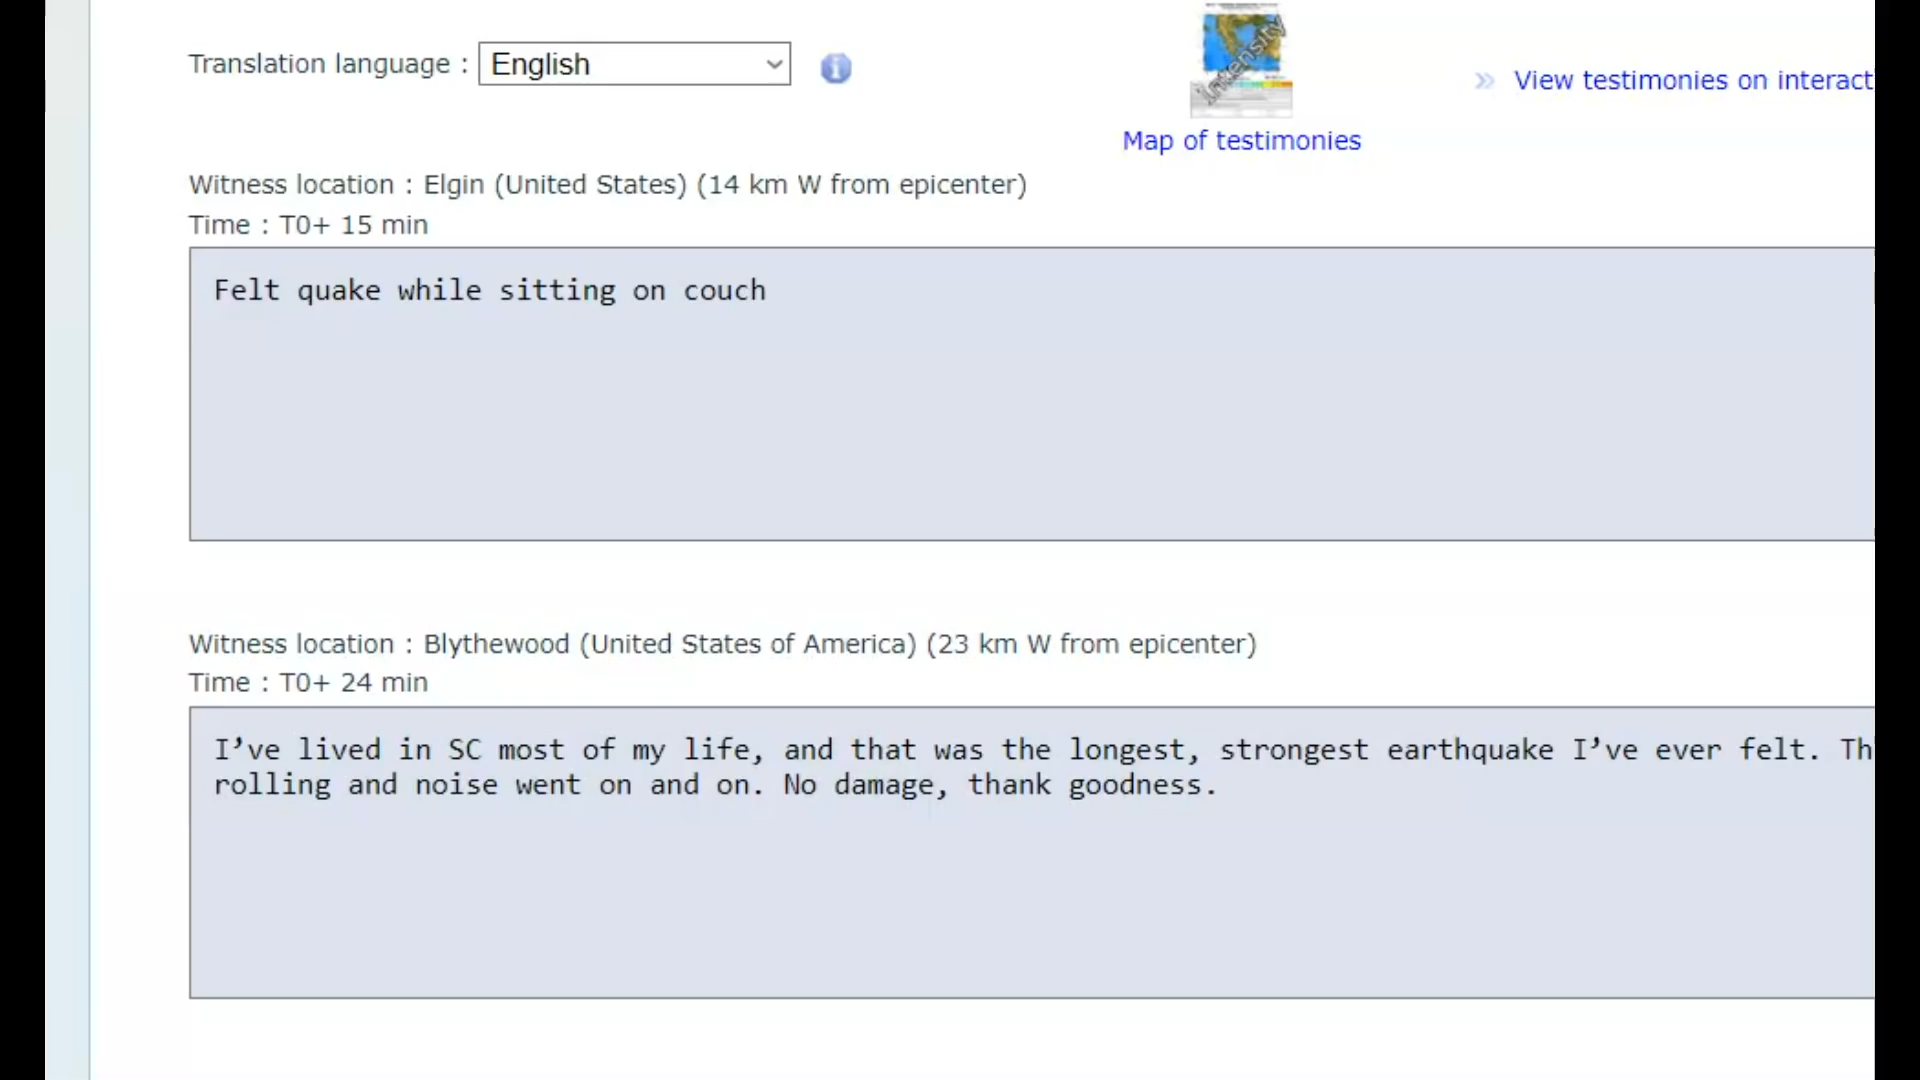 Translation language :
English
Intensity
» View testimonies on interact
Map of testimonies
Witness location : Elgin (United States) (14 km W from epicenter)
Time : T0+ 15 min
Felt quake while sitting on couch
Witness location : Blythewood (United States of America) (23 km W from epicenter)
Time : T0+ 24 min
I’ve lived in SC most of my life, and that was the longest, strongest earthquake I’ve ever felt. Th
rolling and noise went on and on. No damage, thank goodness.